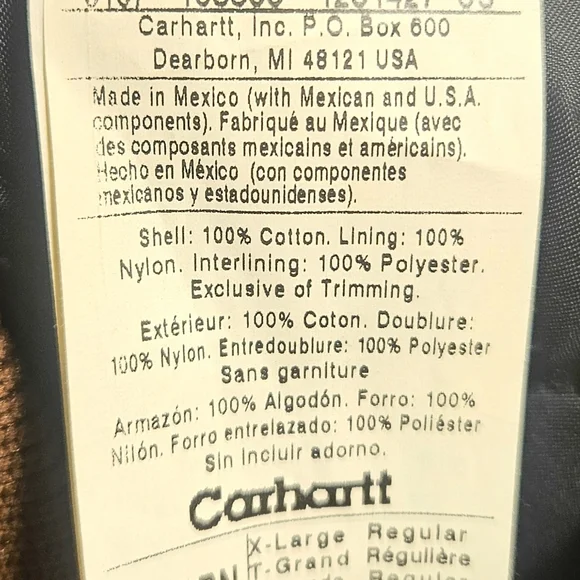 Carhartt, Inc. P.O. Box 600
Dearborn, MI 48121 USA
Made in Mexico (with Mexican and U.S.A.
components). Fabriqué au Mexique (avec
des composants mexicains et américains).
Hecho en México (con componentes
mexicanos y estadounidenses).
Shell: 100% Cotton. Lining: 100%
Nylon. Interlining: 100% Polyester.
Exclusive of Trimming.
Extérieur: 100% Coton. Doublure:
100% Nylon. Entredoublure: 100% Polyester
Sans garniture
Armazón: 100% Algodón. Forro: 100%
Nilón. Forro entrelazado: 100% Poliéster
Sin incluir adorno.
Carhartt
X-Large Regular
T-Grand Régulière
Regular